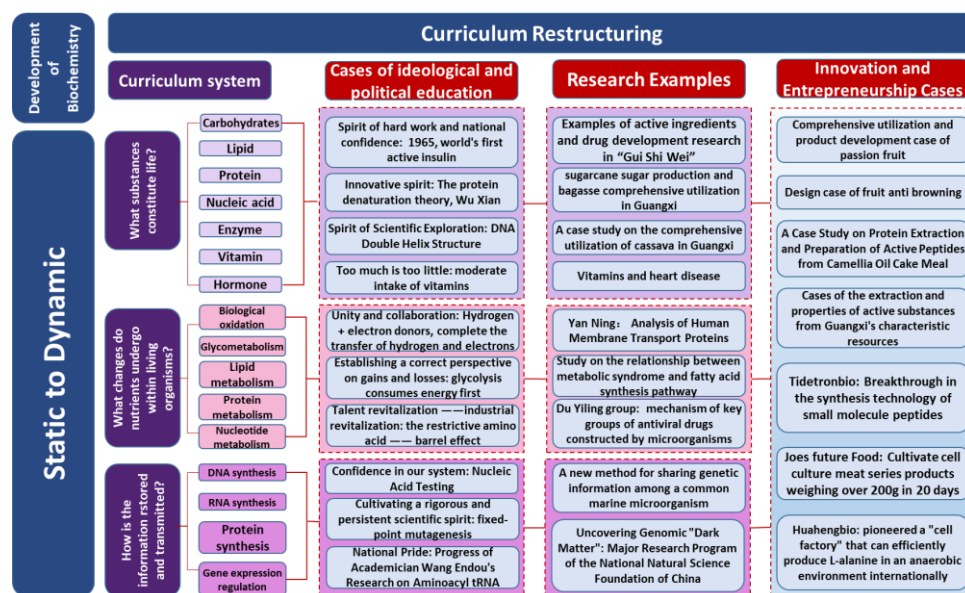 Development
of
Biochemistry
Curriculum Restructuring
Curriculum system
Cases of ideological and
political education
Research Examples
Innovation and
Entrepreneurship Cases
Static to Dynamic
What substances
constitute life?
Carbohydrates
Lipid
Protein
Nucleic acid
Enzyme
Vitamin
Hormone
Spirit of hard work and
national confidence: 1965, world's first
active insulin
Innovative spirit: The protein
denaturation theory, Wu Xian
Spirit of Scientific Exploration: DNA
Double Helix Structure
Too much is too little: moderate
intake of vitamins
Examples of active ingredients
and drug development research
in “Gui Shi Wei”
sugarcane sugar production and
bagasse comprehensive utilization
in Guangxi
A case study on the comprehensive
utilization of cassava in Guangxi
Vitamins and heart disease
What changes do
nutrients undergo
within living
organisms?
Biological
oxidation
Glycometabolism
Lipid
metabolism
Protein
metabolism
Nucleotide
metabolism
Unity and collaboration: Hydrogen
+ electron donors, complete the
transfer of hydrogen and electrons
Establishing a correct perspective
on gains and losses: glycolysis
consumes energy first
Talent revitalization ——industrial
revitalization: the restrictive amino
acid —— barrel effect
Yan Ning： Analysis of Human
Membrane Transport Proteins
Study on the relationship between
metabolic syndrome and fatty acid
synthesis pathway
Du Yiling group: mechanism of key
groups of antiviral drugs
constructed by microorganisms
How is the
information rstored
and transmitted?
DNA synthesis
RNA synthesis
Protein
synthesis
Gene expression
regulation
Confidence in our system: Nucleic
Acid Testing
Cultivating a rigorous and
persistent scientific spirit: fixed-
point mutagenesis
National Pride: Progress of
Academician Wang Endou's
Research on Aminoacyl tRNA
A new method for sharing genetic
information among a common
marine microorganism
Uncovering Genomic "Dark
Matter": Major Research Program
of the National Natural Science
Foundation of China
Comprehensive utilization and
product development case of
passion fruit
Design case of fruit anti browning
A Case Study on Protein Extraction
and Preparation of Active Peptides
from Camellia Oil Cake Meal
Cases of the extraction and
properties of active substances
from Guangxi's characteristic
resources
Tidetronbio: Breakthrough in
the synthesis technology of
small molecule peptides
Joes future Food: Cultivate cell
culture meat series products
weighing over 200g in 20 days
Huahengbio: pioneered a "cell
factory" that can efficiently
produce L-alanine in an anaerobic
environment internationally